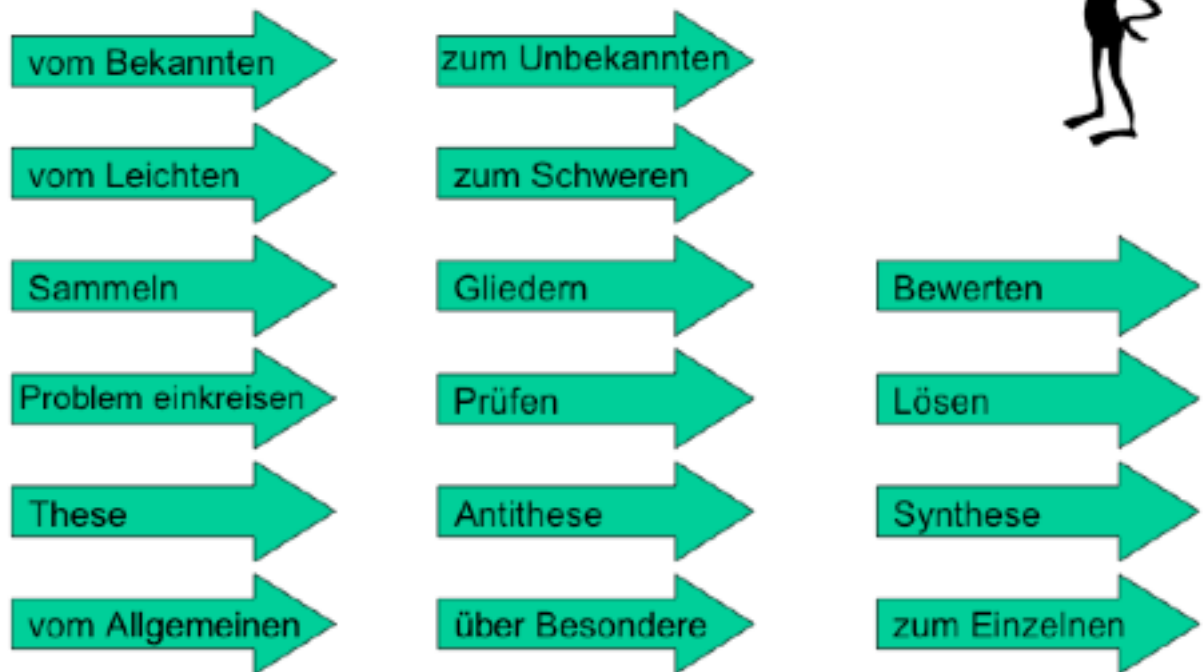 vom Bekannten
zum Unbekannten
vom Leichten
zum Schweren
Sammeln
Gliedern
Bewerten
Problem einkreisen
Prüfen
Lösen
These
Antithese
Synthese
vom Allgemeinen
über Besondere
zum Einzelnen